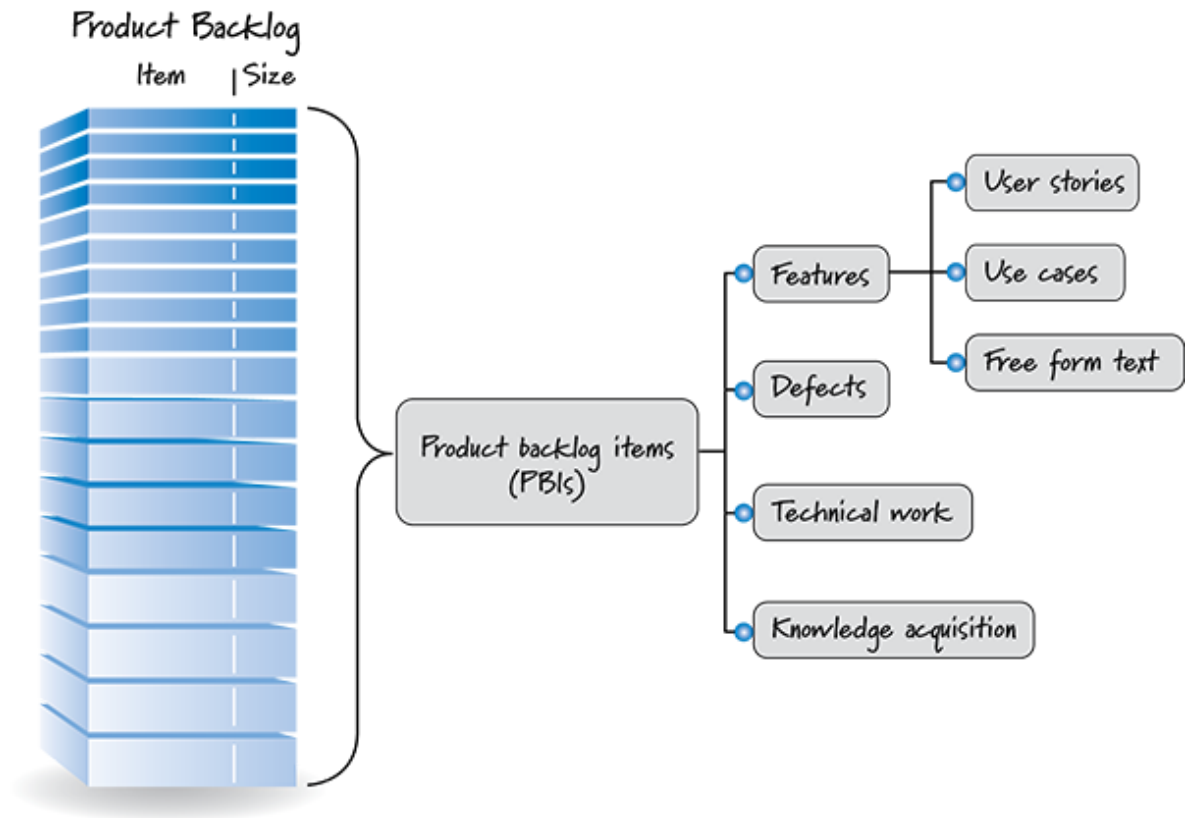 Product Backlog
Item | Size
Product backlog items
(PBIs)
Features
Defects
Technical work
Knowledge acquisition
User stories
Use cases
Free form text